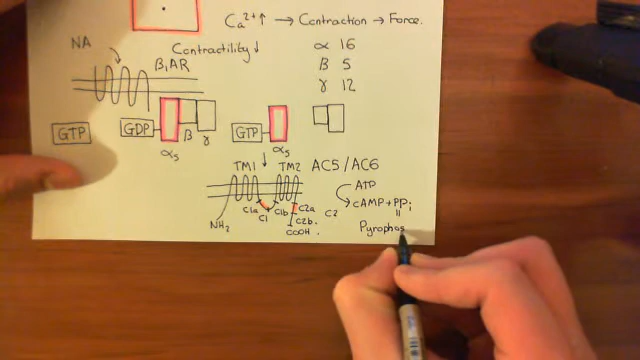 Ca²⁺↑ → Contraction → Force.
NA
Contractility ↓
β₁AR
α 16
β 5
γ 12
GTP
GDP
αs
β
γ
GTP
αs
TM1
TM2
AC5/AC6
ATP
cAMP + PPi
C1a
C1
C1b
C2a
C2b.
C2
NH₂
COOH.
Pyrophos